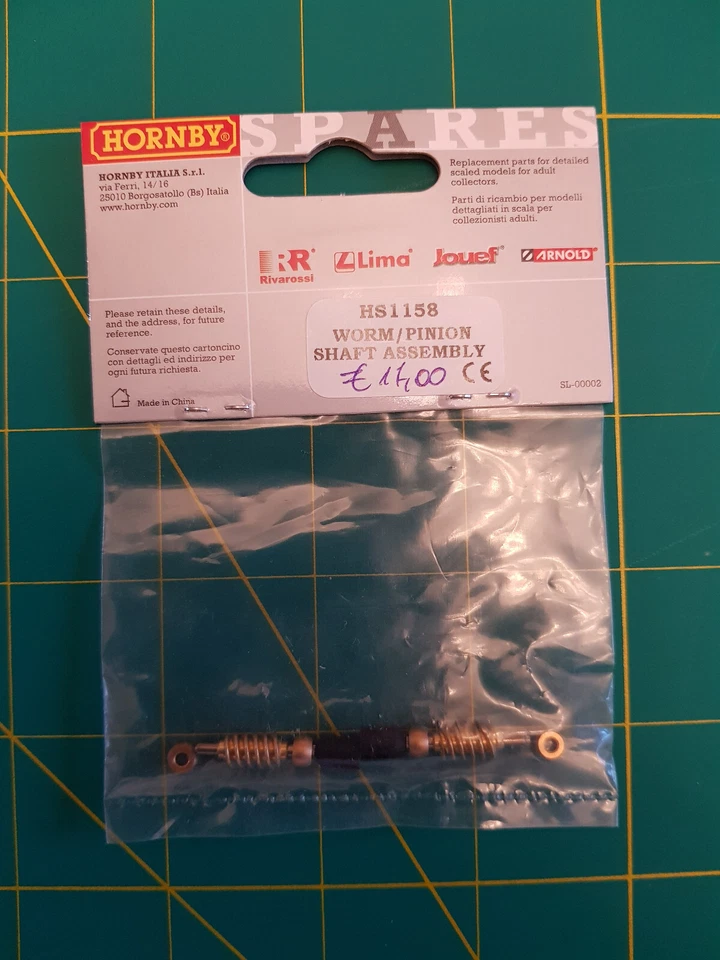 HORNBY®
SPARES
HORNBY ITALIA S.r.l.
via Ferri, 14/16
25010 Borgosatollo (Bs) Italia
www.hornby.com
Replacement parts for detailed
scaled models for adult
collectors.
Parti di ricambio per modelli
dettagliati in scala per
collezionisti adulti.
RR®
Rivarossi
Lima®
Jouef®
ARNOLD®
Please retain these details,
and the address, for future
reference.
Conservate questo cartoncino
con dettagli ed indirizzo per
ogni futura richiesta.
Made in China
HS1158
WORM/PINION
SHAFT ASSEMBLY
€ 14,00 CE
SL-00002